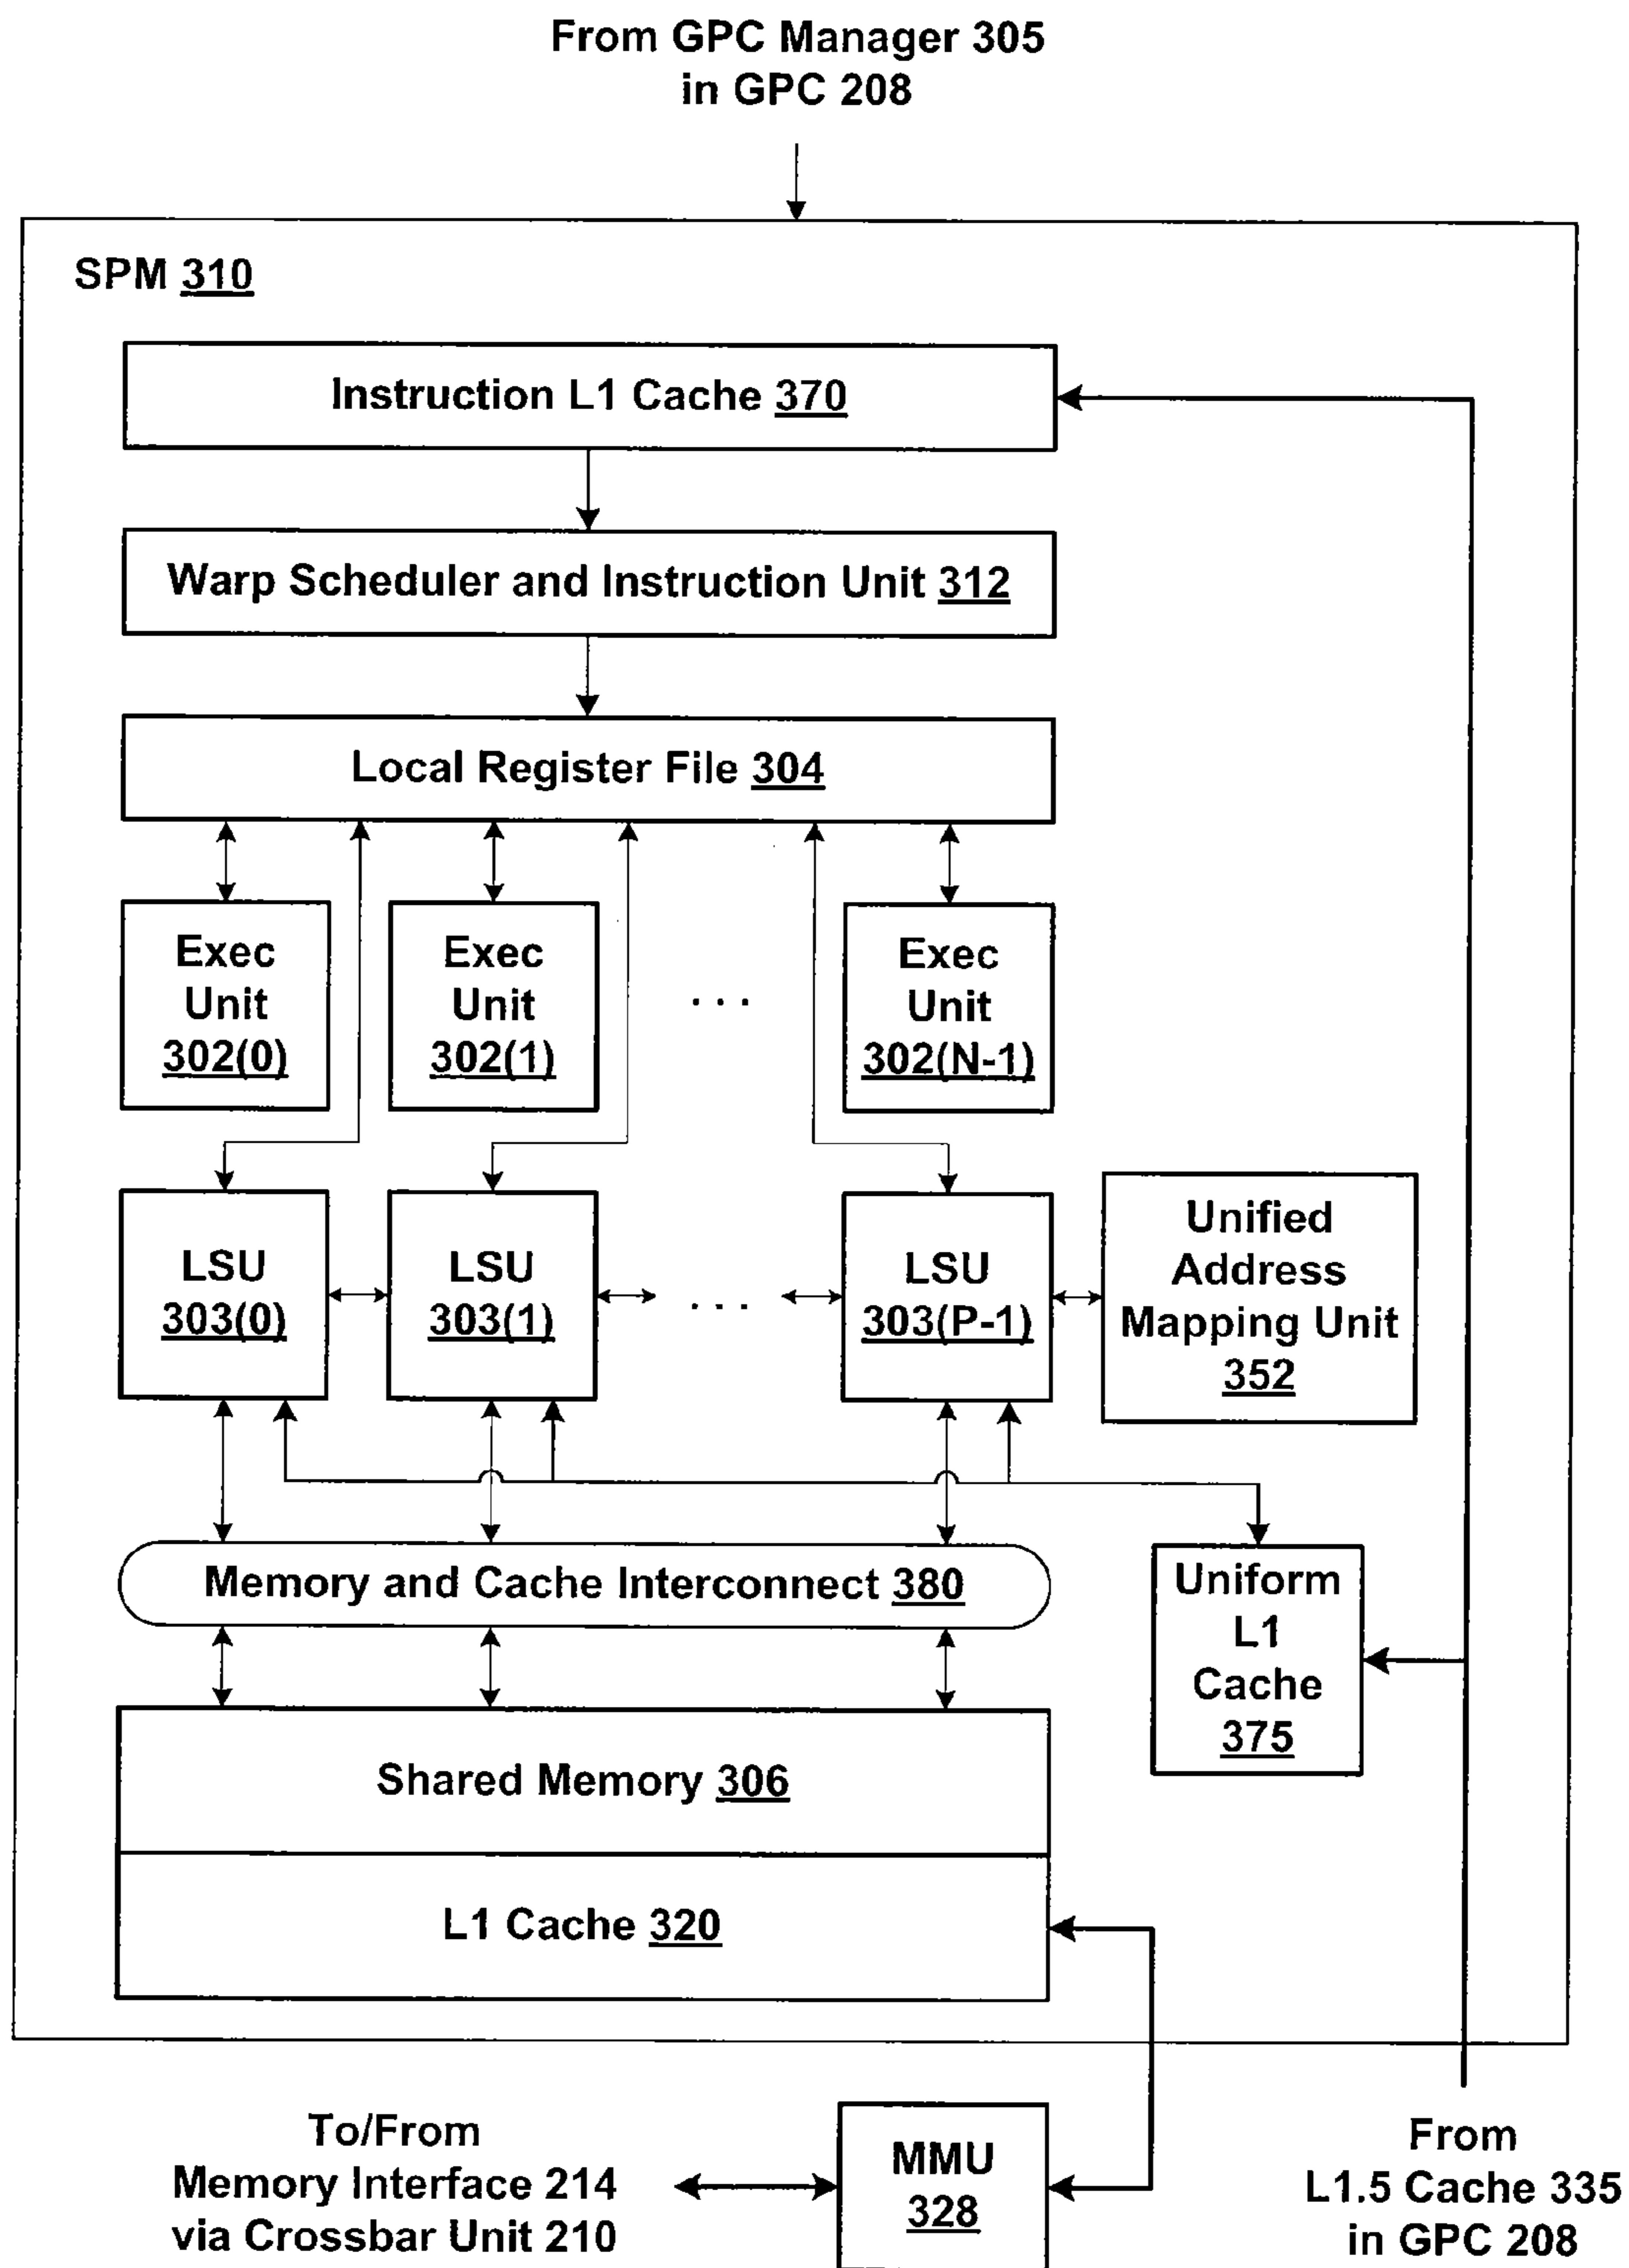 From GPC Manager 305
in GPC 208
SPM 310
Instruction L1 Cache 370
Warp Scheduler and Instruction Unit 312
Local Register File 304
Exec
Unit
302(0)
Exec
Unit
302(1)
. . .
Exec
Unit
302(N-1)
LSU
303(0)
LSU
303(1)
. . .
LSU
303(P-1)
Unified
Address
Mapping Unit
352
Memory and Cache Interconnect 380
Uniform
L1
Cache
375
Shared Memory 306
L1 Cache 320
To/From
Memory Interface 214
via Crossbar Unit 210
MMU
328
From
L1.5 Cache 335
in GPC 208